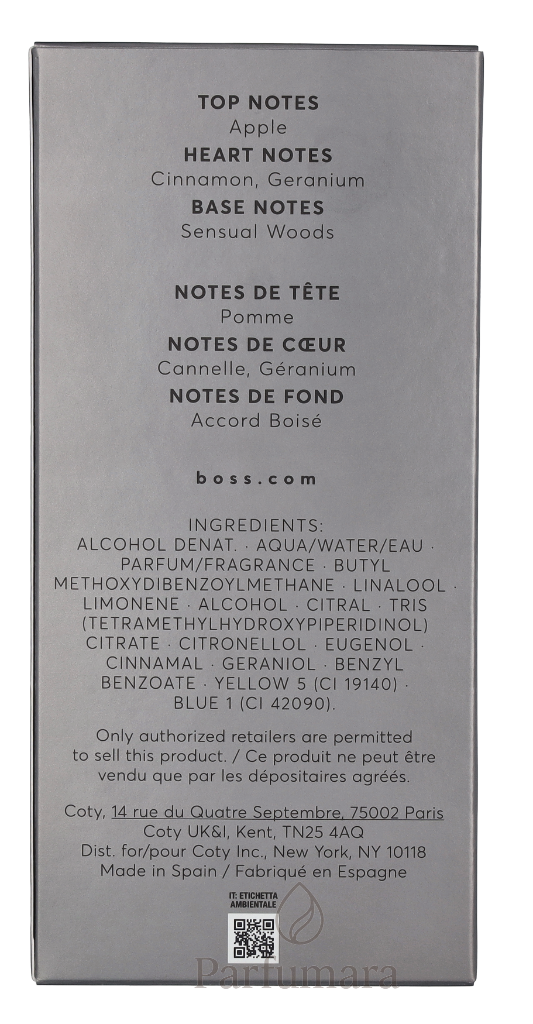 TOP NOTES
Apple
HEART NOTES
Cinnamon, Geranium
BASE NOTES
Sensual Woods
NOTES DE TÊTE
Pomme
NOTES DE CŒUR
Cannelle, Géranium
NOTES DE FOND
Accord Boisé
boss.com
INGREDIENTS:
ALCOHOL DENAT. · AQUA/WATER/EAU ·
PARFUM/FRAGRANCE · BUTYL
METHOXYDIBENZOYLMETHANE · LINALOOL ·
LIMONENE · ALCOHOL · CITRAL · TRIS
(TETRAMETHYLHYDROXYPIPERIDINOL)
CITRATE · CITRONELLOL · EUGENOL ·
CINNAMAL · GERANIOL · BENZYL
BENZOATE · YELLOW 5 (CI 19140) ·
BLUE 1 (CI 42090).
Only authorized retailers are permitted
to sell this product. / Ce produit ne peut être
vendu que par les dépositaires agréés.
Coty, 14 rue du Quatre Septembre, 75002 Paris
Coty UK&I, Kent, TN25 4AQ
Dist. for/pour Coty Inc., New York, NY 10118
Made in Spain / Fabriqué en Espagne
IT: ETICHETTA
AMBIENTALE
Parfumara